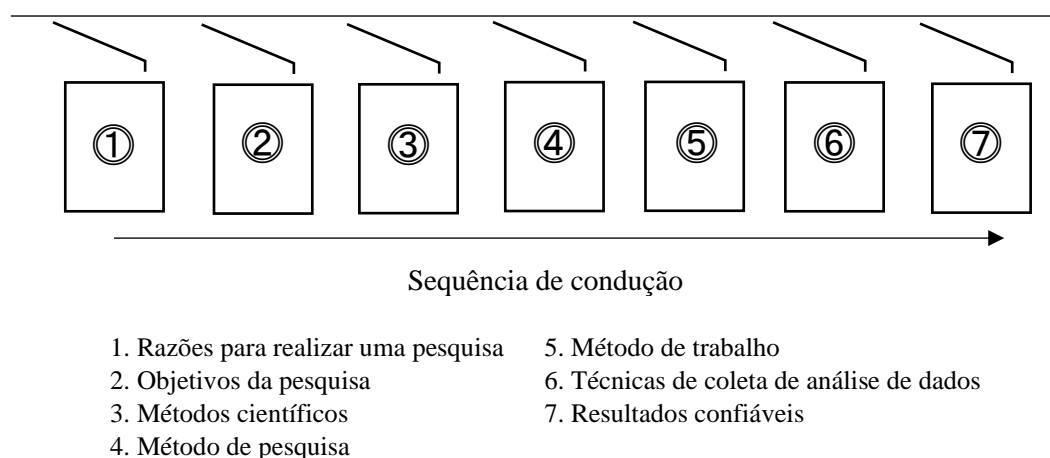 ① ② ③ ④ ⑤ ⑥ ⑦
Sequência de condução
1. Razões para realizar uma pesquisa
2. Objetivos da pesquisa
3. Métodos científicos
4. Método de pesquisa
5. Método de trabalho
6. Técnicas de coleta de análise de dados
7. Resultados confiáveis